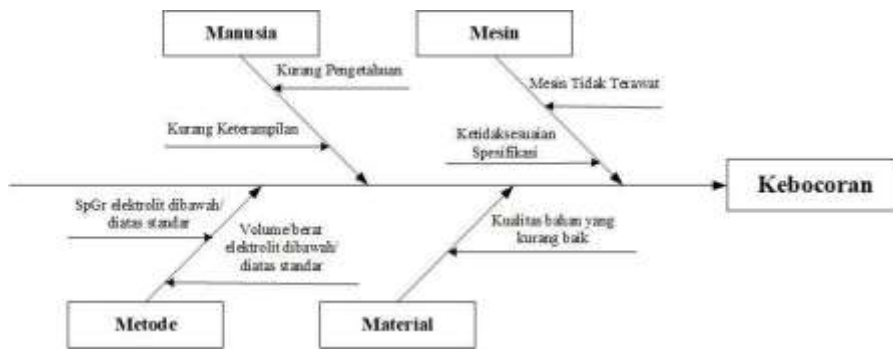 Manusia
Mesin
Kurang Pengetahuan
Mesin Tidak Terawat
Kurang Keterampilan
Ketidaksesuaian
Spesifikasi
Kebocoran
SpGr elektrolit dibawah/
diatas standar
Volume/berat
elektrolit dibawah/
diatas standar
Kualitas bahan yang
kurang baik
Metode
Material